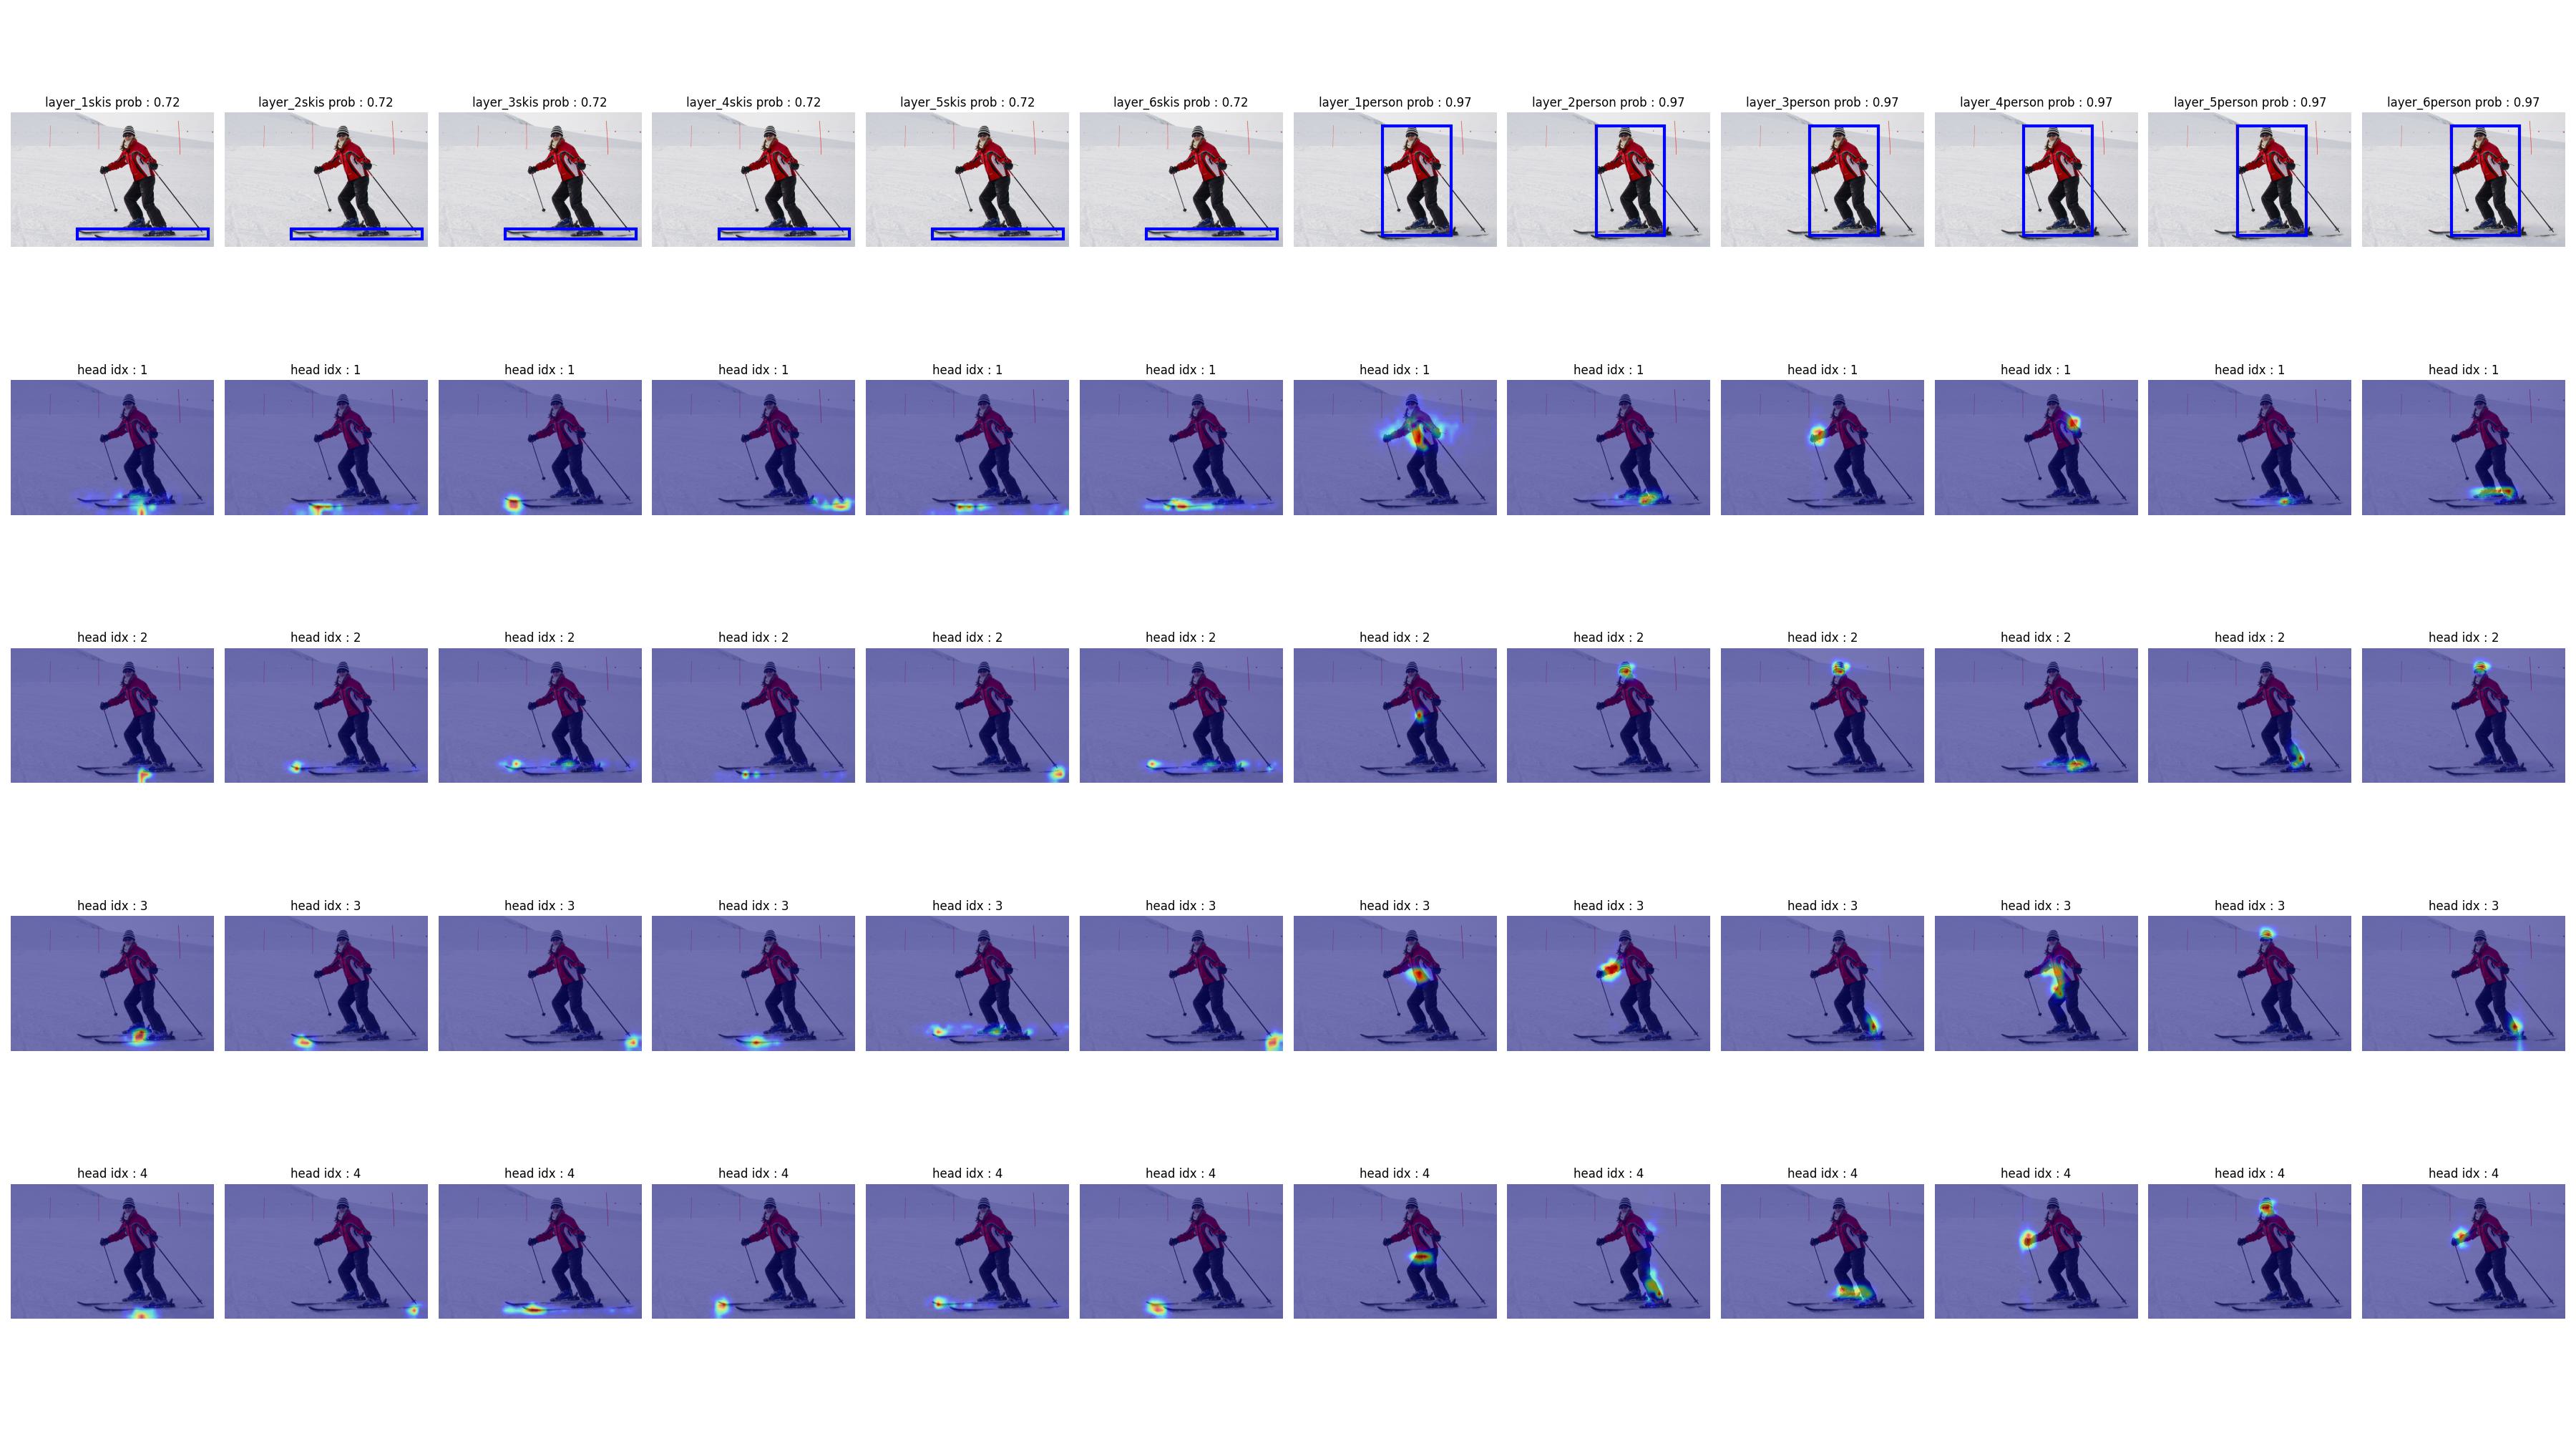 layer_1skis prob : 0.72 layer_2skis prob : 0.72 layer_3skis prob : 0.72 layer_4skis prob : 0.72 layer_5skis prob : 0.72 layer_6skis prob : 0.72 layer_1person prob : 0.97 layer_2person prob : 0.97 layer_3person prob : 0.97 layer_4person prob : 0.97 layer_5person prob : 0.97 layer_6person prob : 0.97
head idx : 1 head idx : 1 head idx : 1 head idx : 1 head idx : 1 head idx : 1 head idx : 1 head idx : 1 head idx : 1 head idx : 1 head idx : 1 head idx : 1
head idx : 2 head idx : 2 head idx : 2 head idx : 2 head idx : 2 head idx : 2 head idx : 2 head idx : 2 head idx : 2 head idx : 2 head idx : 2 head idx : 2
head idx : 3 head idx : 3 head idx : 3 head idx : 3 head idx : 3 head idx : 3 head idx : 3 head idx : 3 head idx : 3 head idx : 3 head idx : 3 head idx : 3
head idx : 4 head idx : 4 head idx : 4 head idx : 4 head idx : 4 head idx : 4 head idx : 4 head idx : 4 head idx : 4 head idx : 4 head idx : 4 head idx : 4